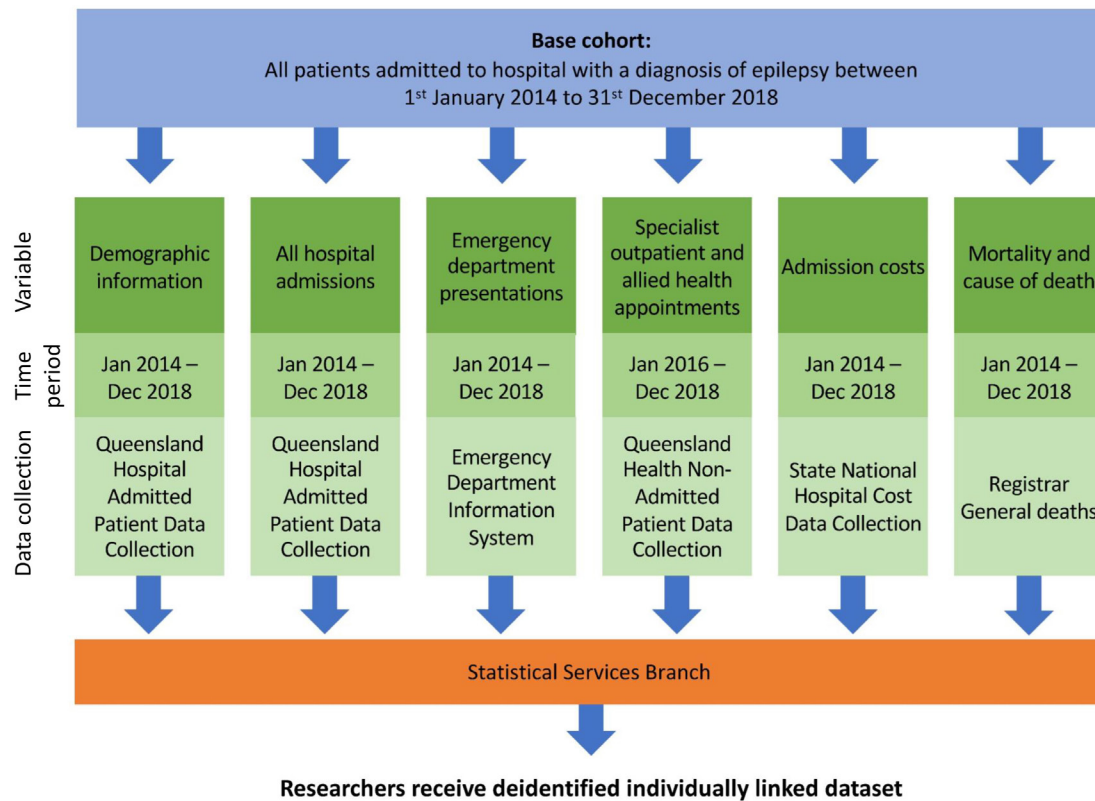 Base cohort:
All patients admitted to hospital with a diagnosis of epilepsy between
1st January 2014 to 31st December 2018
Variable
Demographic
information
All hospital
admissions
Emergency
department
presentations
Specialist
outpatient and
allied health
appointments
Admission costs
Mortality and
cause of death
Time
period
Jan 2014 –
Dec 2018
Jan 2014 –
Dec 2018
Jan 2014 –
Dec 2018
Jan 2016 –
Dec 2018
Jan 2014 –
Dec 2018
Jan 2014 –
Dec 2018
Data collection
Queensland
Hospital
Admitted
Patient Data
Collection
Queensland
Hospital
Admitted
Patient Data
Collection
Emergency
Department
Information
System
Queensland
Health Non-
Admitted
Patient Data
Collection
State National
Hospital Cost
Data Collection
Registrar
General deaths
Statistical Services Branch
Researchers receive deidentified individually linked dataset